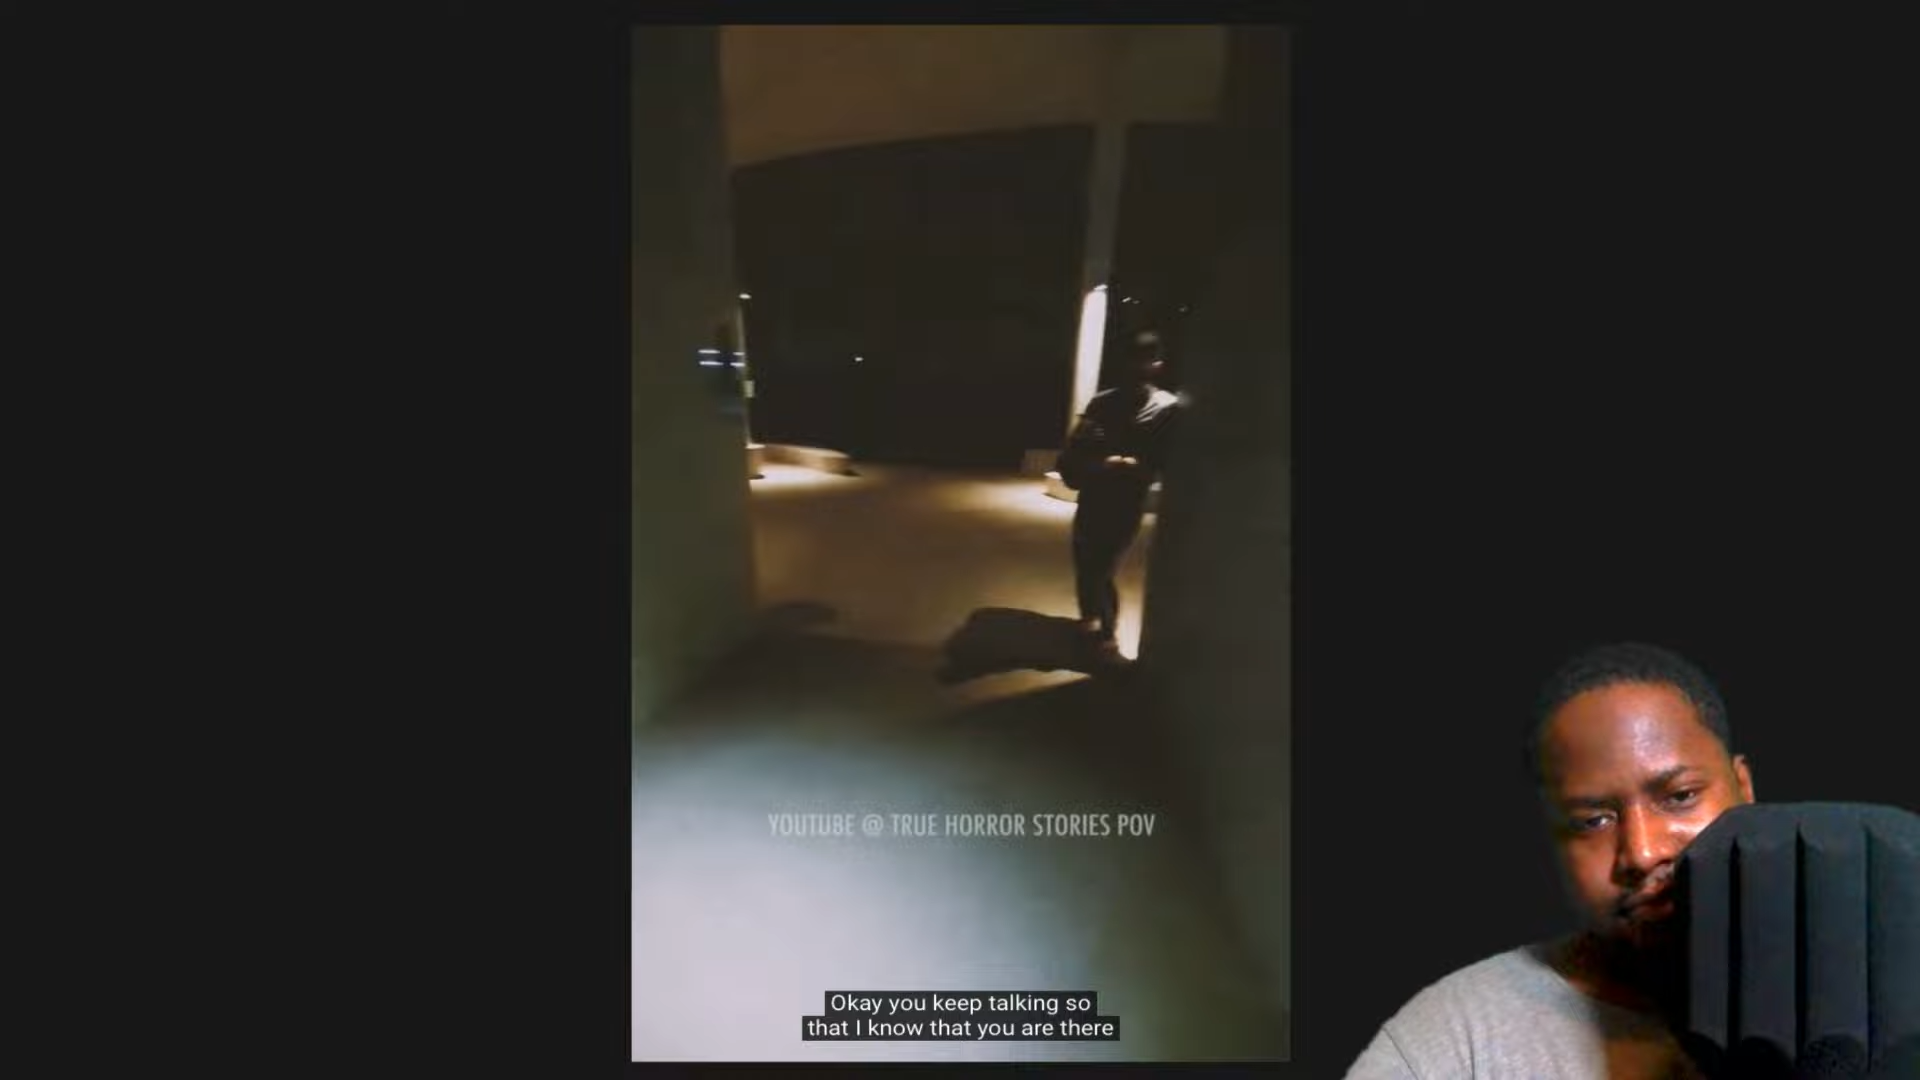 YOUTUBE @ TRUE HORROR STORIES POV
Okay you keep talking so
that I know that you are there